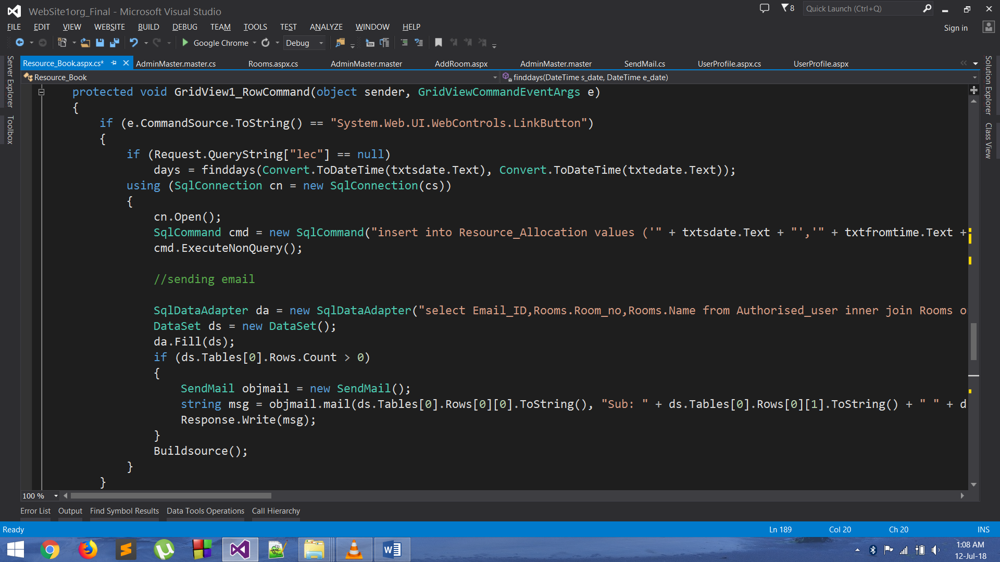 WebSite1org_Final - Microsoft Visual Studio
8
Quick Launch (Ctrl+Q)
FILE EDIT VIEW WEBSITE BUILD DEBUG TEAM TOOLS TEST ANALYZE WINDOW HELP
Sign in
Google Chrome
Debug
Server Explorer
Toolbox
Solution Explorer
Class View
Resource_Book.aspx.cs* AdminMaster.master.cs Rooms.aspx.cs AdminMaster.master AddRoom.aspx AdminMaster.master SendMail.cs UserProfile.aspx.cs UserProfile.aspx
Resource_Book
finddays(DateTime s_date, DateTime e_date)
protected void GridView1_RowCommand(object sender, GridViewCommandEventArgs e)
{
if (e.CommandSource.ToString() == "System.Web.UI.WebControls.LinkButton")
{
if (Request.QueryString["lec"] == null)
days = finddays(Convert.ToDateTime(txtsdate.Text), Convert.ToDateTime(txtedate.Text));
using (SqlConnection cn = new SqlConnection(cs))
{
cn.Open();
SqlCommand cmd = new SqlCommand("insert into Resource_Allocation values ('" + txtsdate.Text + "','" + txtfromtime.Text +
cmd.ExecuteNonQuery();
//sending email
SqlDataAdapter da = new SqlDataAdapter("select Email_ID,Rooms.Room_no,Rooms.Name from Authorised_user inner join Rooms o
DataSet ds = new DataSet();
da.Fill(ds);
if (ds.Tables[0].Rows.Count > 0)
{
SendMail objmail = new SendMail();
string msg = objmail.mail(ds.Tables[0].Rows[0][0].ToString(), "Sub: " + ds.Tables[0].Rows[0][1].ToString() + " " + d
Response.Write(msg);
}
Buildsource();
}
}
100 %
Error List Output Find Symbol Results Data Tools Operations Call Hierarchy
Ready
Ln 189 Col 20 Ch 20 INS
1:08 AM
12-Jul-18